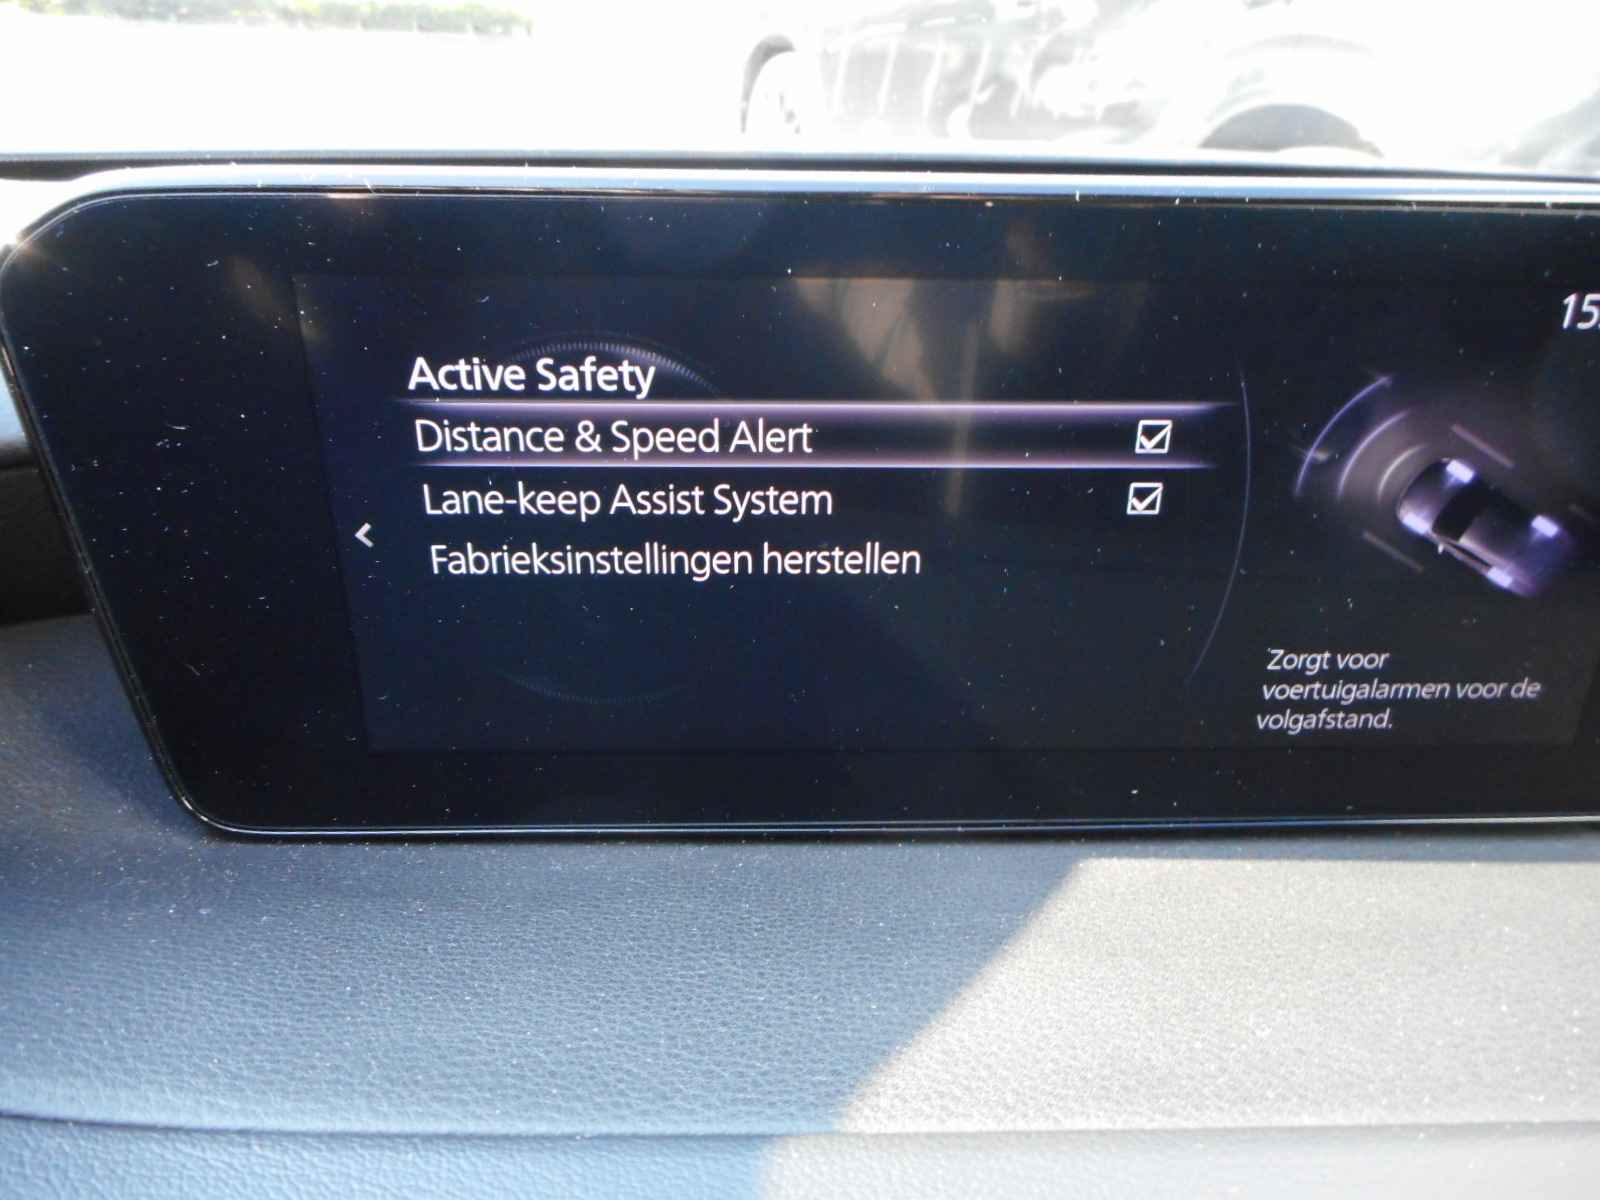 Active Safety
Distance & Speed Alert
Lane-keep Assist System
Fabrieksinstellingen herstellen
Zorgt voor
voertuigalarmen voor de
volgafstand.